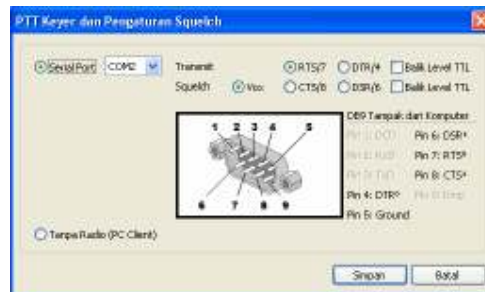 PTT Keyer dan Pengaturan Squelch
Serial Port COM2 Transmit RTS/7 DTR/4 Balik Level TTL
Squelch Vox CTS/8 DSR/6 Balik Level TTL
DB9 Tampak dari Komputer
1 2 3 4 5
6 7 8 9
Pin 6: DSR*
Pin 7: RTS*
Pin 8: CTS*
Pin 4: DTR*
Pin 5: Ground
Tanpa Radio (PC Client)
Simpan Batal